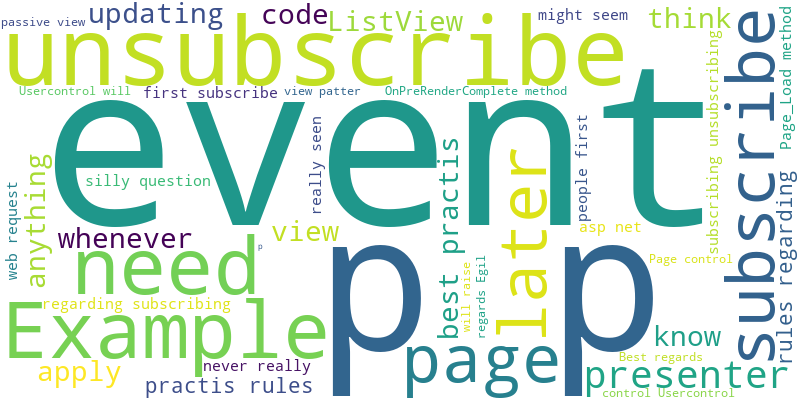 passive view
updating
code
ListView
might seem
think
unsubscribe
subscribe
Page_Load method
Usercontrol will
first subscribe
view patter
OnPreRenderComplete method
event
subscribing unsubscribing
silly question
really seen
people first
anything
web request
whenever
view
best practis
later
asp net
rules regarding
need
p
p p
Page control
will raise
regards Egil
regarding subscribing
Example
page
know
Best regards
apply
never really
practis rules
presenter
control Usercontrol